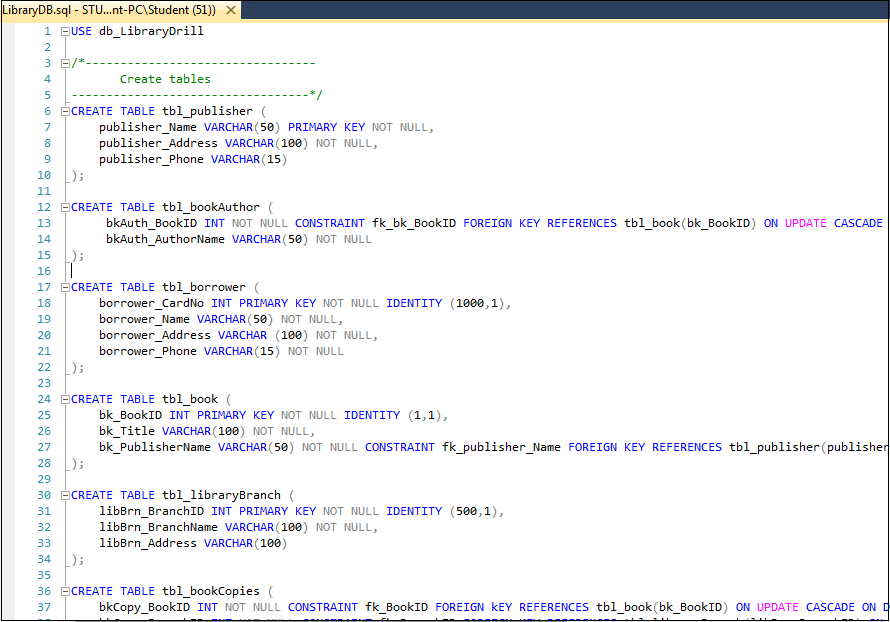 LibraryDB.sql - STU...nt-PC\Student (51)) ✕
1 USE db_LibraryDrill
2
3 /*---------------------------------
4 Create tables
5 ----------------------------------*/
6 CREATE TABLE tbl_publisher (
7 publisher_Name VARCHAR(50) PRIMARY KEY NOT NULL,
8 publisher_Address VARCHAR(100) NOT NULL,
9 publisher_Phone VARCHAR(15)
10 );
11
12 CREATE TABLE tbl_bookAuthor (
13 bkAuth_BookID INT NOT NULL CONSTRAINT fk_bk_BookID FOREIGN KEY REFERENCES tbl_book(bk_BookID) ON UPDATE CASCADE
14 bkAuth_AuthorName VARCHAR(50) NOT NULL
15 );
16
17 CREATE TABLE tbl_borrower (
18 borrower_CardNo INT PRIMARY KEY NOT NULL IDENTITY (1000,1),
19 borrower_Name VARCHAR(50) NOT NULL,
20 borrower_Address VARCHAR (100) NOT NULL,
21 borrower_Phone VARCHAR(15) NOT NULL
22 );
23
24 CREATE TABLE tbl_book (
25 bk_BookID INT PRIMARY KEY NOT NULL IDENTITY (1,1),
26 bk_Title VARCHAR(100) NOT NULL,
27 bk_PublisherName VARCHAR(50) NOT NULL CONSTRAINT fk_publisher_Name FOREIGN KEY REFERENCES tbl_publisher(publisher
28 );
29
30 CREATE TABLE tbl_libraryBranch (
31 libBrn_BranchID INT PRIMARY KEY NOT NULL IDENTITY (500,1),
32 libBrn_BranchName VARCHAR(100) NOT NULL,
33 libBrn_Address VARCHAR(100)
34 );
35
36 CREATE TABLE tbl_bookCopies (
37 bkCopy_BookID INT NOT NULL CONSTRAINT fk_BookID FOREIGN kEY REFERENCES tbl_book(bk_BookID) ON UPDATE CASCADE ON D